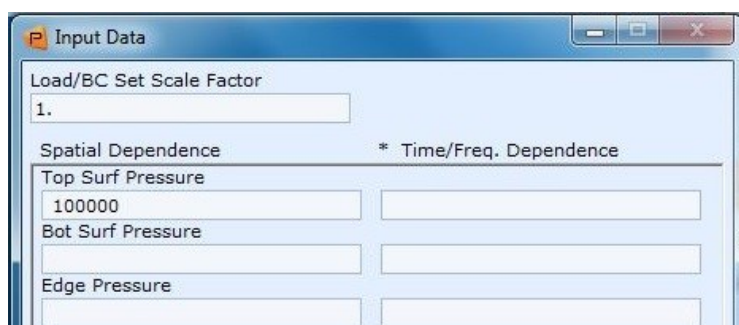 Input Data
Load/BC Set Scale Factor
1.
Spatial Dependence * Time/Freq. Dependence
Top Surf Pressure
100000
Bot Surf Pressure
Edge Pressure